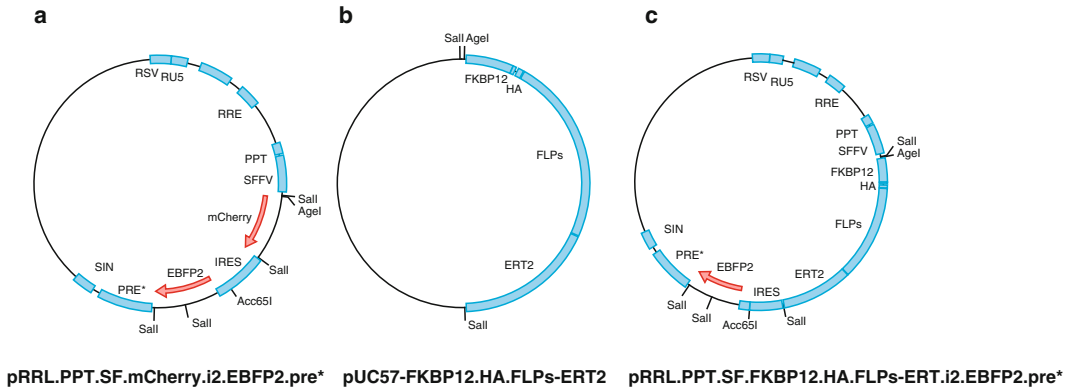 a
RSV RU5
RRE
PPT
SFFV
SalI
AgeI
mCherry
IRES
SalI
EBFP2
Acc65I
SIN
PRE*
SalI
SalI
pRRL.PPT.SF.mCherry.i2.EBFP2.pre*
b
SalI AgeI
FKBP12
HA
FLPs
ERT2
SalI
pUC57-FKBP12.HA.FLPs-ERT2
c
RSV
RU5
RRE
PPT
SFFV
SalI
AgeI
FKBP12
HA
FLPs
SIN
PRE*
EBFP2
ERT2
IRES
SalI
SalI
Acc65I
SalI
pRRL.PPT.SF.FKBP12.HA.FLPs-ERT.i2.EBFP2.pre*